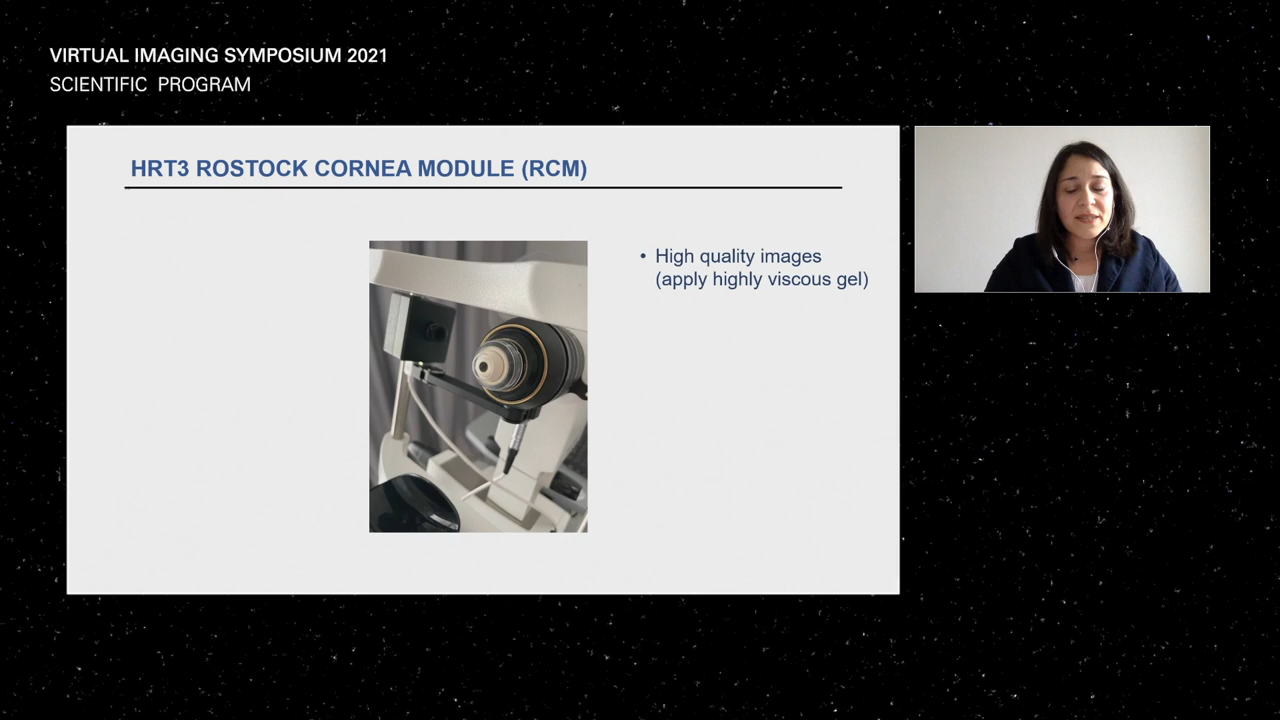 VIRTUAL IMAGING SYMPOSIUM 2021
SCIENTIFIC PROGRAM
HRT3 ROSTOCK CORNEA MODULE (RCM)
• High quality images
(apply highly viscous gel)